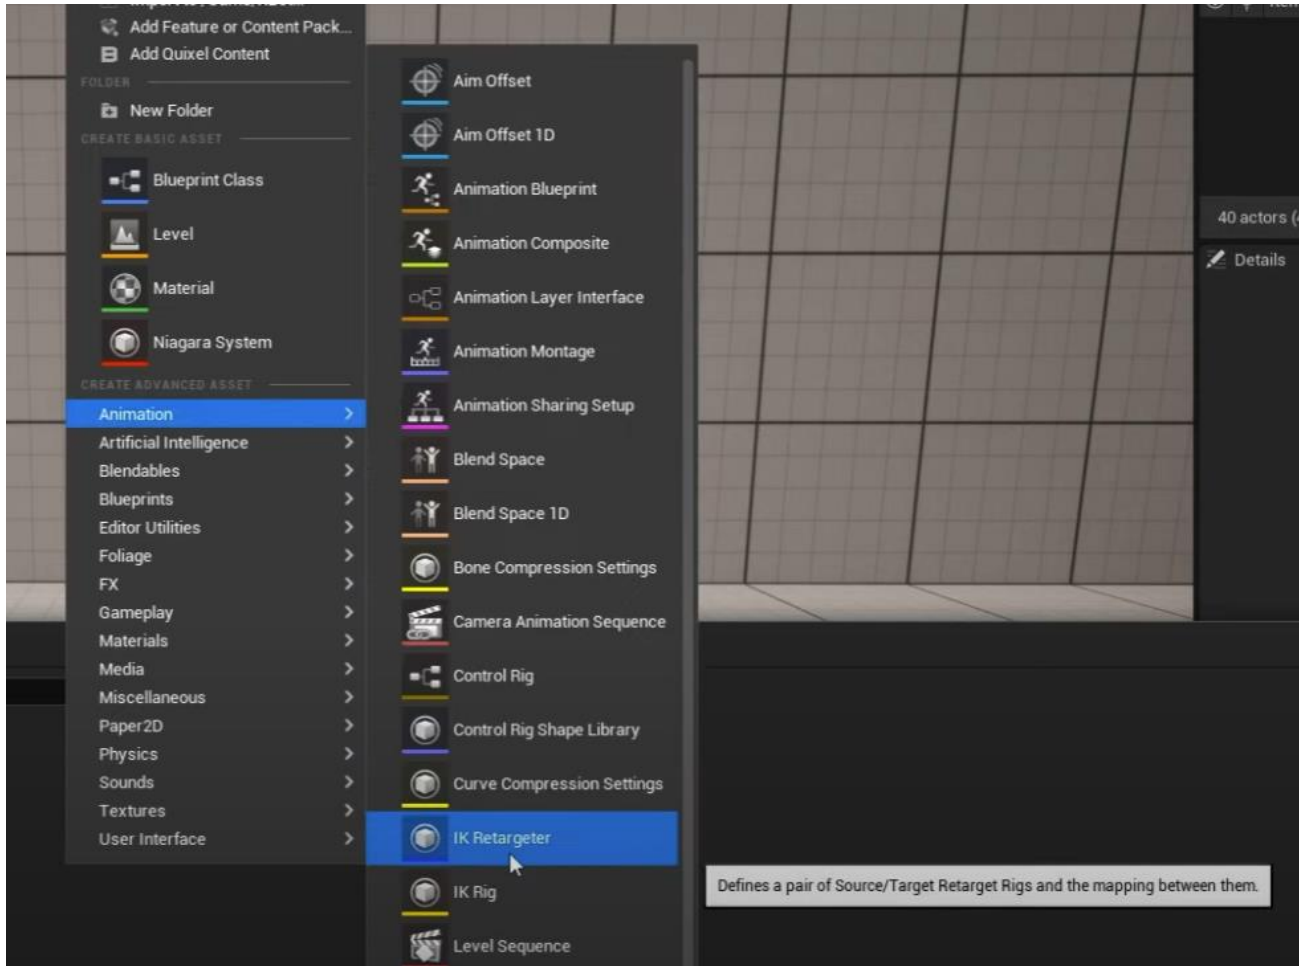 Add Feature or Content Pack...
Add Quixel Content
FOLDER
New Folder
CREATE BASIC ASSET
Blueprint Class
Level
Material
Niagara System
CREATE ADVANCED ASSET
Animation
Artificial Intelligence
Blendables
Blueprints
Editor Utilities
Foliage
FX
Gameplay
Materials
Media
Miscellaneous
Paper2D
Physics
Sounds
Textures
User Interface
Aim Offset
Aim Offset 1D
Animation Blueprint
Animation Composite
Animation Layer Interface
Animation Montage
Animation Sharing Setup
Blend Space
Blend Space 1D
Bone Compression Settings
Camera Animation Sequence
Control Rig
Control Rig Shape Library
Curve Compression Settings
IK Retargeter
IK Rig
Level Sequence
Defines a pair of Source/Target Retarget Rigs and the mapping between them.
40 actors (
Details